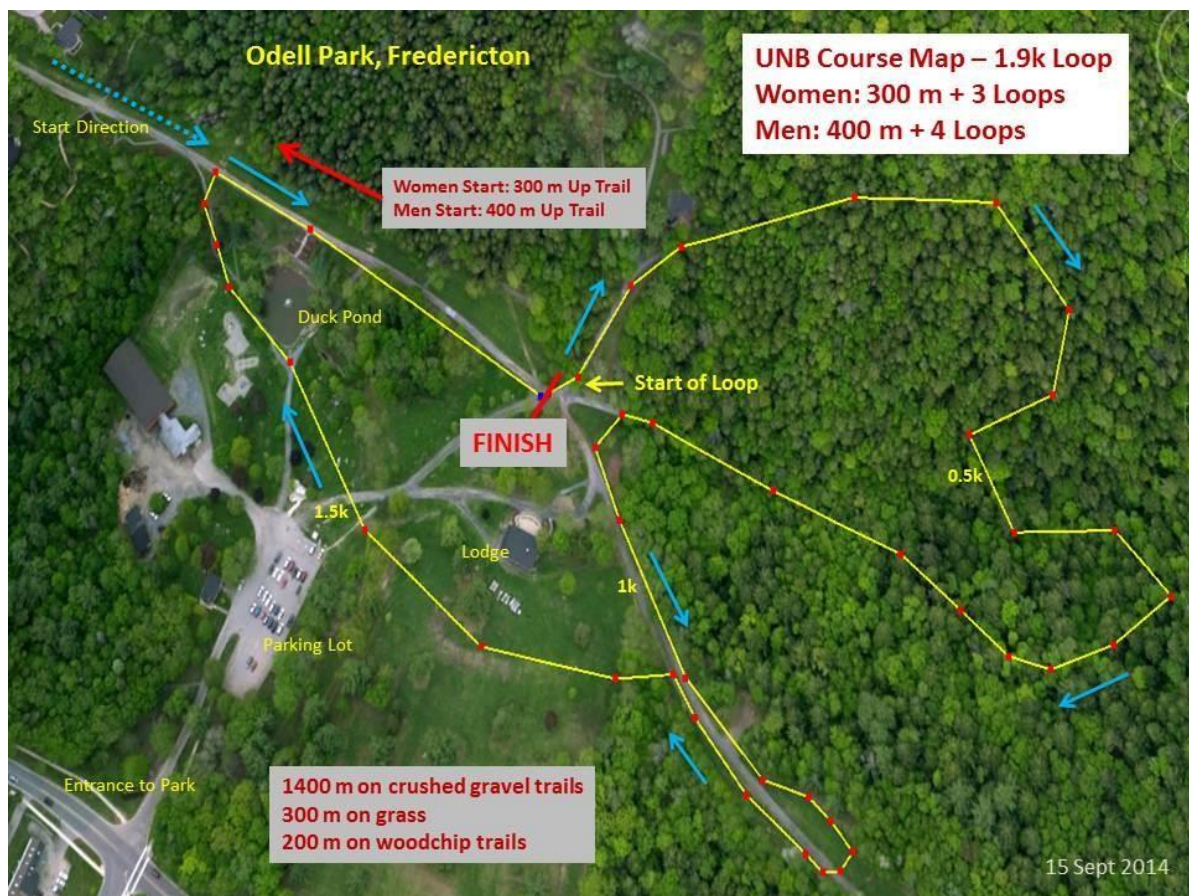 Odell Park, Fredericton
UNB Course Map – 1.9k Loop
Women: 300 m + 3 Loops
Men: 400 m + 4 Loops
Start Direction
Women Start: 300 m Up Trail
Men Start: 400 m Up Trail
Duck Pond
Start of Loop
FINISH
0.5k
1.5k
Lodge
1k
Parking Lot
Entrance to Park
1400 m on crushed gravel trails
300 m on grass
200 m on woodchip trails
15 Sept 2014